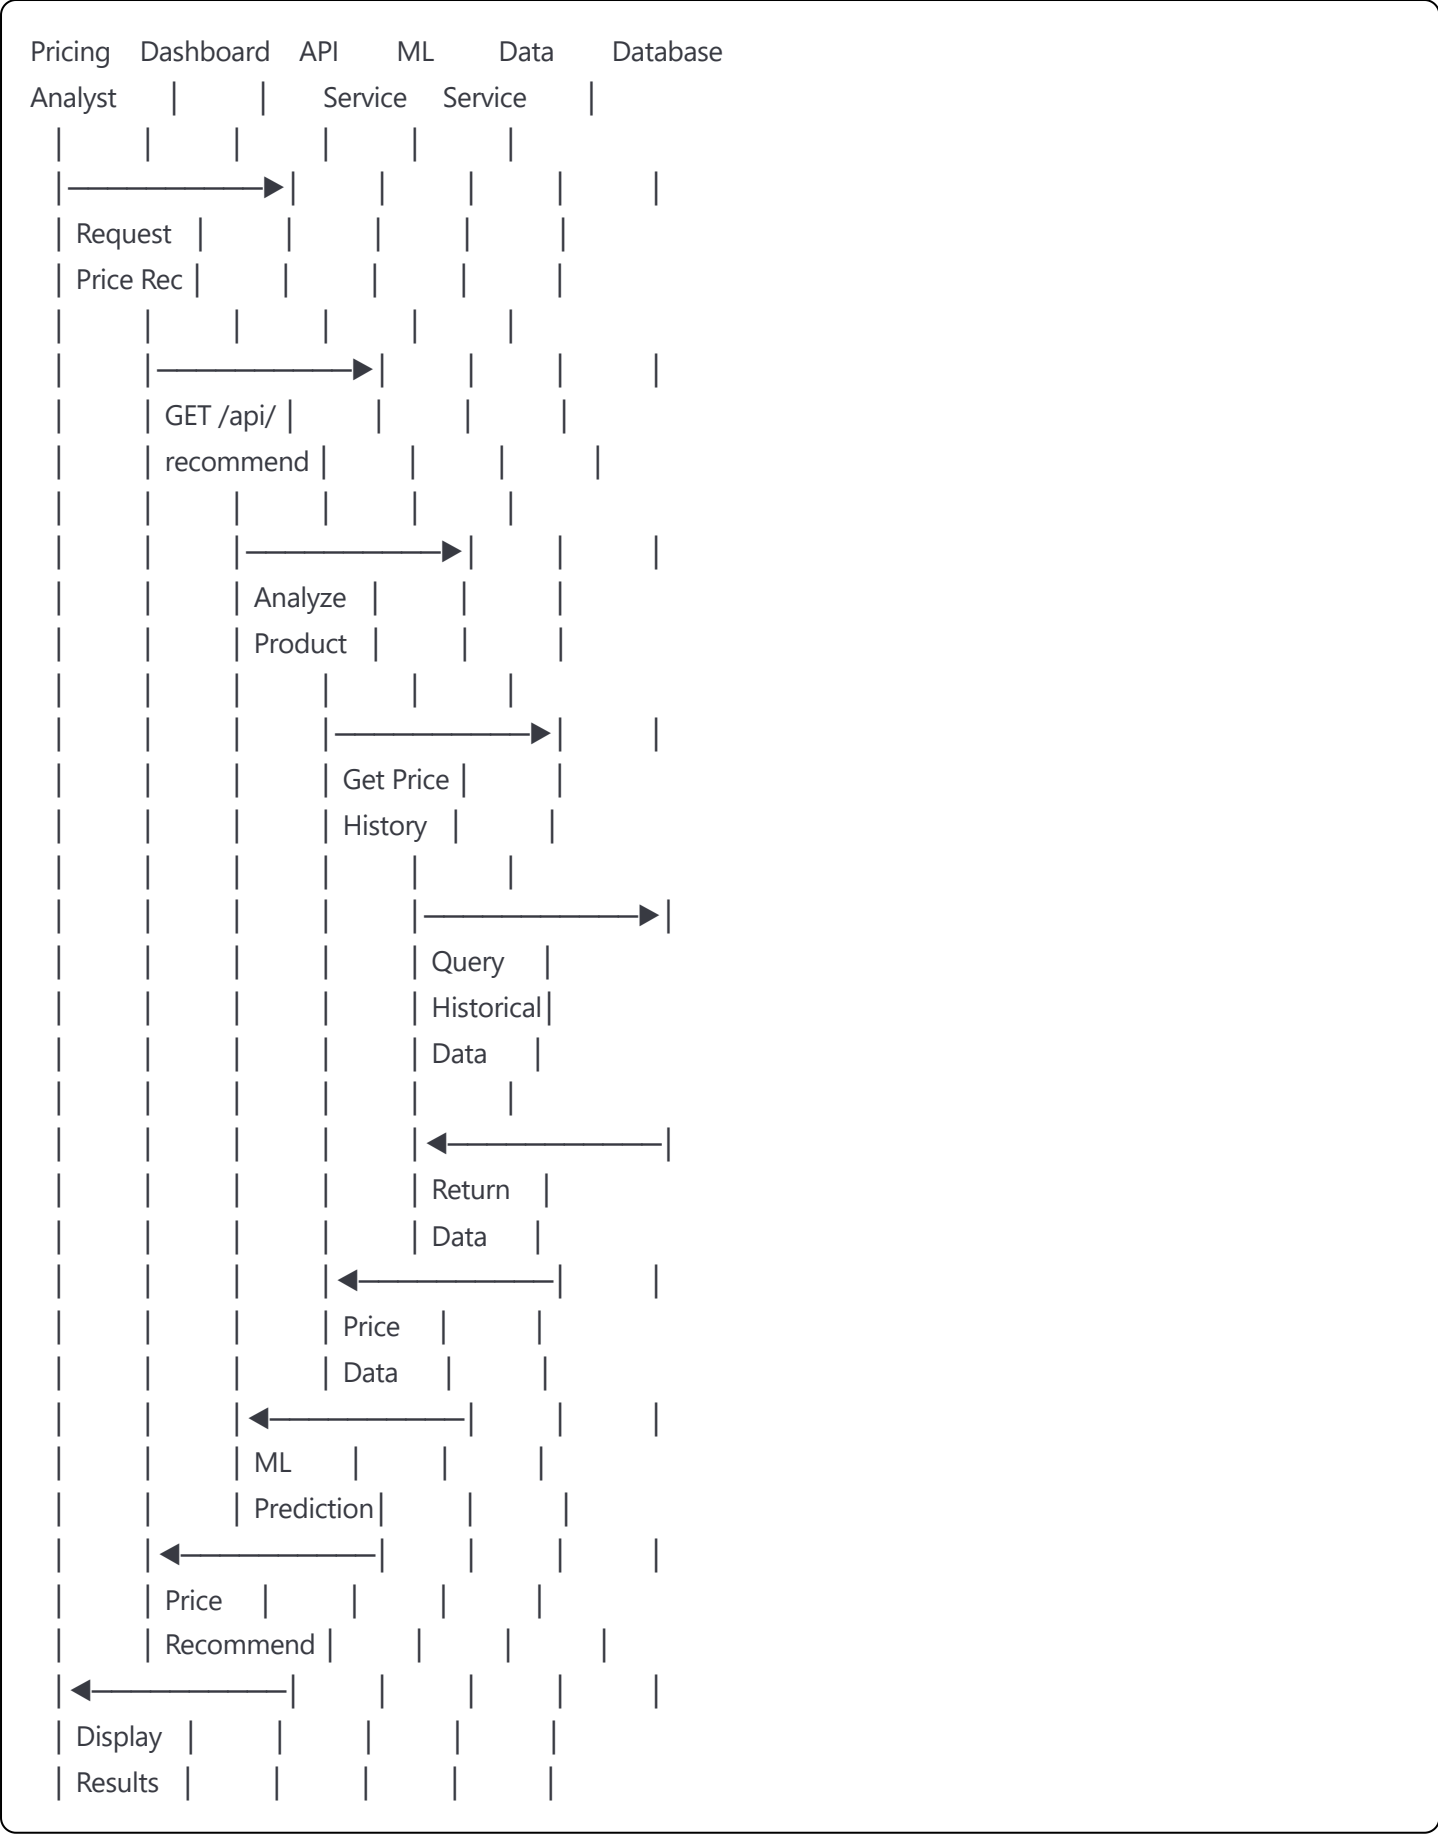 Pricing Dashboard API ML Data Database
Analyst | | Service Service |
| | | | | |
|──────────▶| | | | |
| Request | | | | |
| Price Rec | | | | |
| | | | | |
| |──────────▶| | | |
| | GET /api/ | | | |
| | recommend | | | |
| | | | | |
| | |──────────▶| | |
| | | Analyze | | |
| | | Product | | |
| | | | | |
| | | |──────────▶| |
| | | | Get Price | |
| | | | History | |
| | | | | |
| | | | |───────────▶|
| | | | | Query |
| | | | | Historical|
| | | | | Data |
| | | | | |
| | | | |◀───────────|
| | | | | Return |
| | | | | Data |
| | | |◀──────────| |
| | | | Price | |
| | | | Data | |
| | |◀──────────| | |
| | | ML | | |
| | | Prediction| | |
| |◀──────────| | | |
| | Price | | | |
| | Recommend | | | |
|◀──────────| | | | |
| Display | | | | |
| Results | | | | |